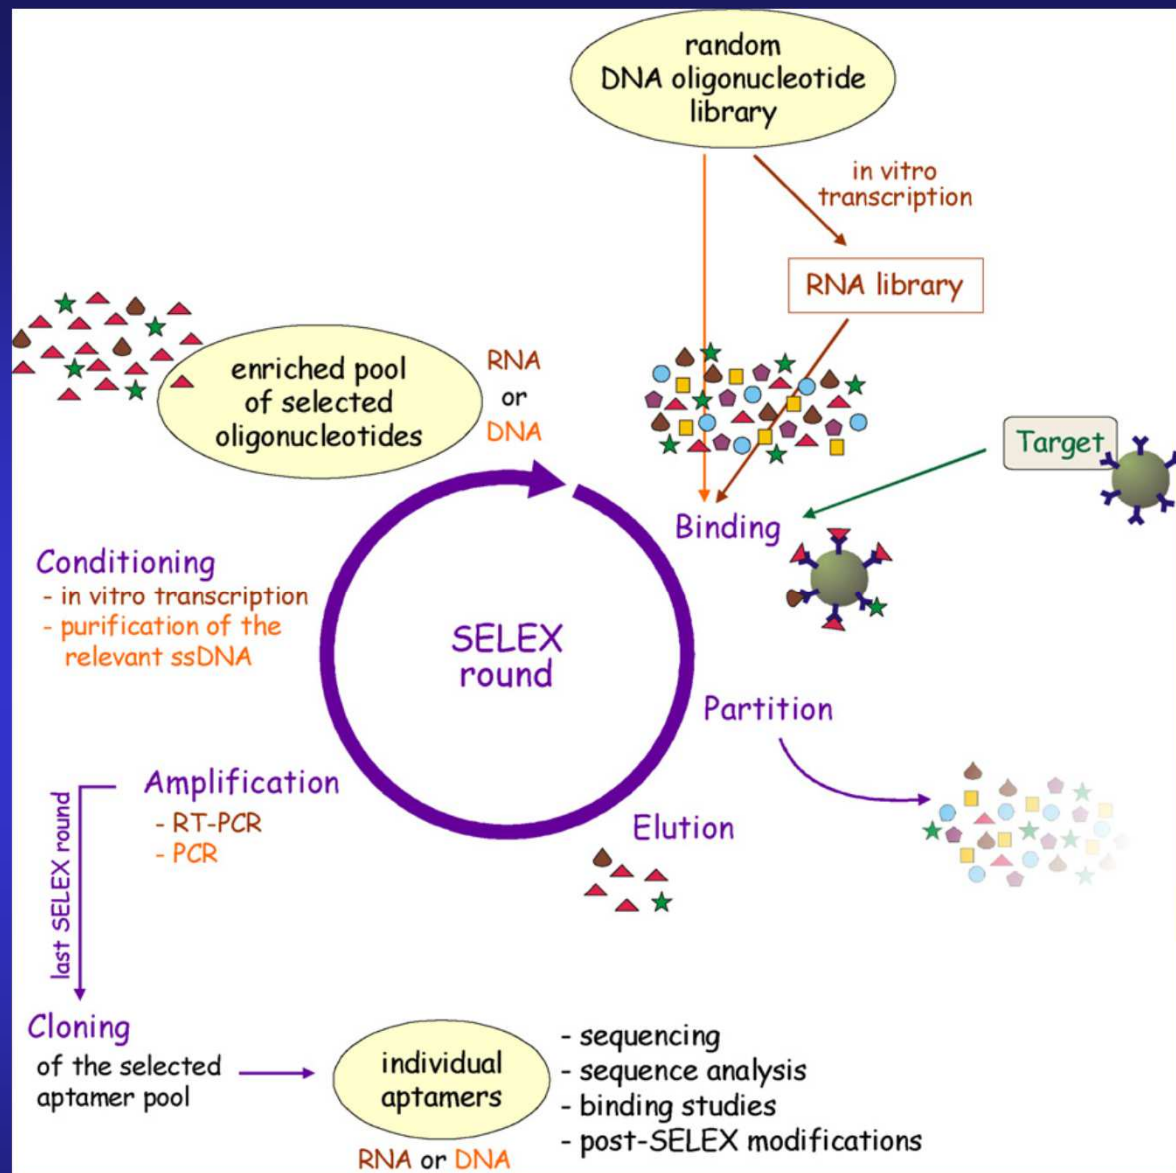 random
DNA oligonucleotide
library
in vitro
transcription
RNA library
enriched pool
of selected
oligonucleotides
RNA
or
DNA
Target
Binding
Conditioning
- in vitro transcription
- purification of the
relevant ssDNA
SELEX
round
Partition
Amplification
- RT-PCR
- PCR
Elution
last SELEX round
Cloning
of the selected
aptamer pool
individual
aptamers
RNA or DNA
- sequencing
- sequence analysis
- binding studies
- post-SELEX modifications